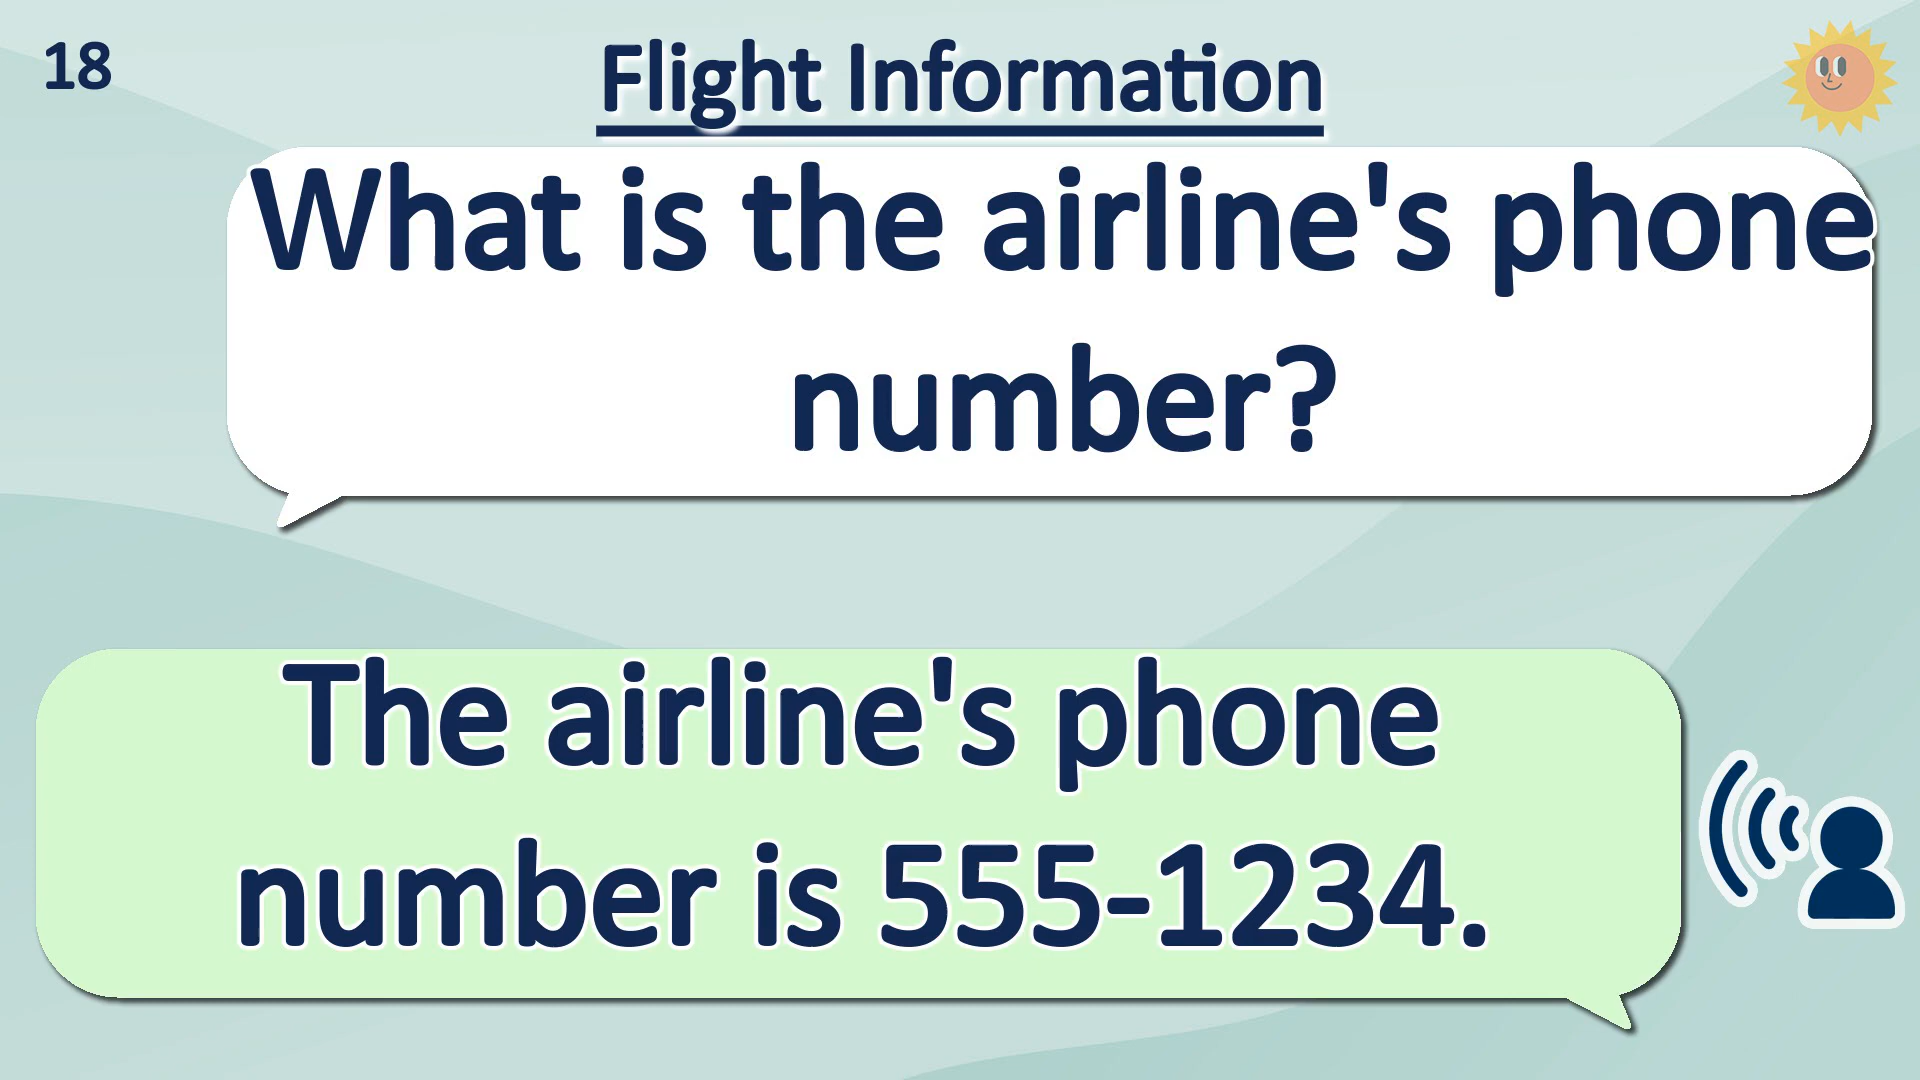 18
Flight Information
What is the airline's phone
number?
The airline's phone
number is 555-1234.